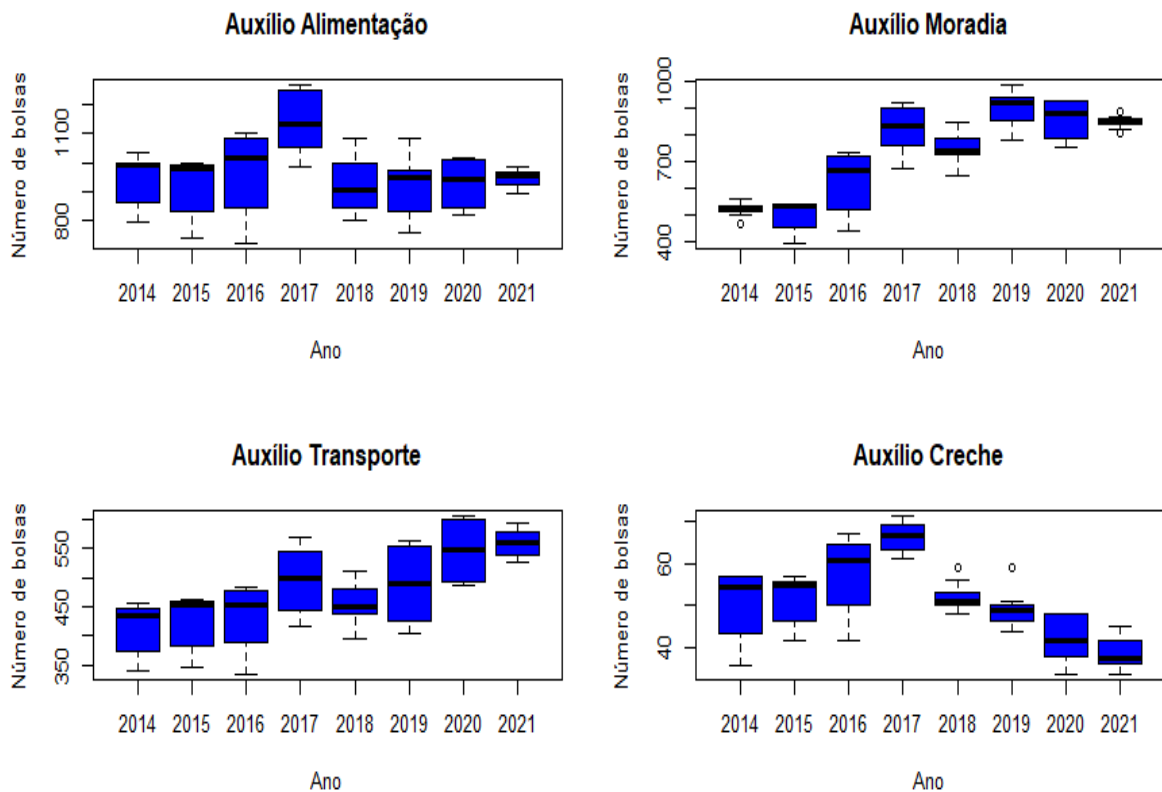 Auxílio Alimentação
Número de bolsas
800 1100
2014 2015 2016 2017 2018 2019 2020 2021
Ano
Auxílio Moradia
Número de bolsas
400 700 1000
2014 2015 2016 2017 2018 2019 2020 2021
Ano
Auxílio Transporte
Número de bolsas
350 450 550
2014 2015 2016 2017 2018 2019 2020 2021
Ano
Auxílio Creche
Número de bolsas
40 60
2014 2015 2016 2017 2018 2019 2020 2021
Ano